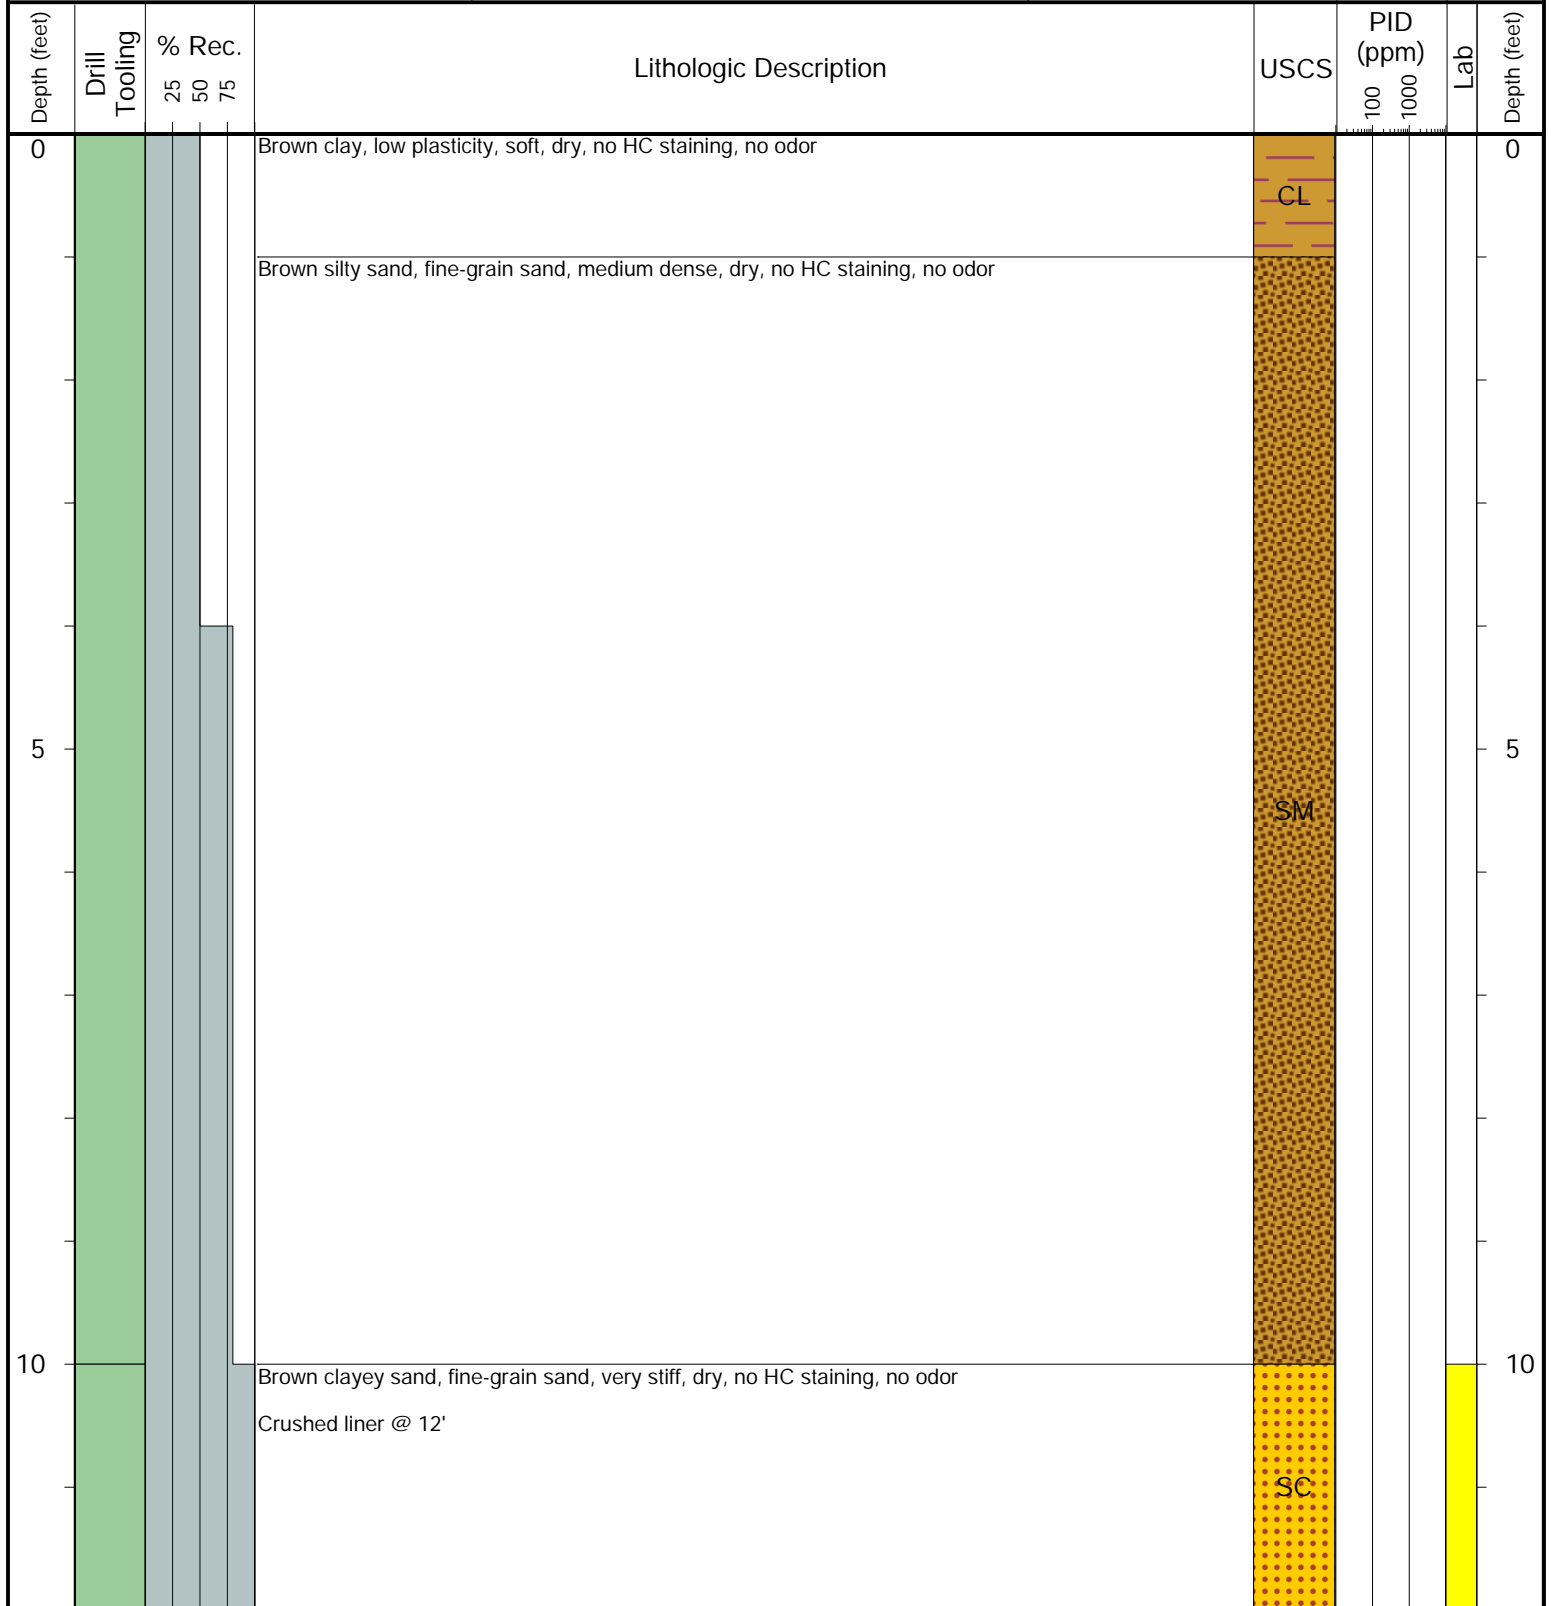 Depth (feet)
Drill
Tooling
% Rec.
25
50
75
Lithologic Description
USCS
PID
(ppm)
100
1000
Lab
Depth (feet)
0
Brown clay, low plasticity, soft, dry, no HC staining, no odor
0
CL
Brown silty sand, fine-grain sand, medium dense, dry, no HC staining, no odor
5
5
SM
10
Brown clayey sand, fine-grain sand, very stiff, dry, no HC staining, no odor
10
Crushed liner @ 12'
SC